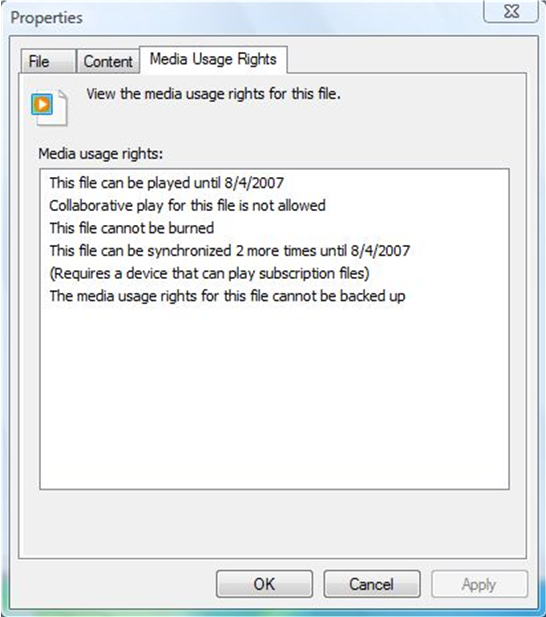 Properties
File
Content
Media Usage Rights
View the media usage rights for this file.
Media usage rights:
This file can be played until 8/4/2007
Collaborative play for this file is not allowed
This file cannot be burned
This file can be synchronized 2 more times until 8/4/2007
(Requires a device that can play subscription files)
The media usage rights for this file cannot be backed up
OK
Cancel
Apply